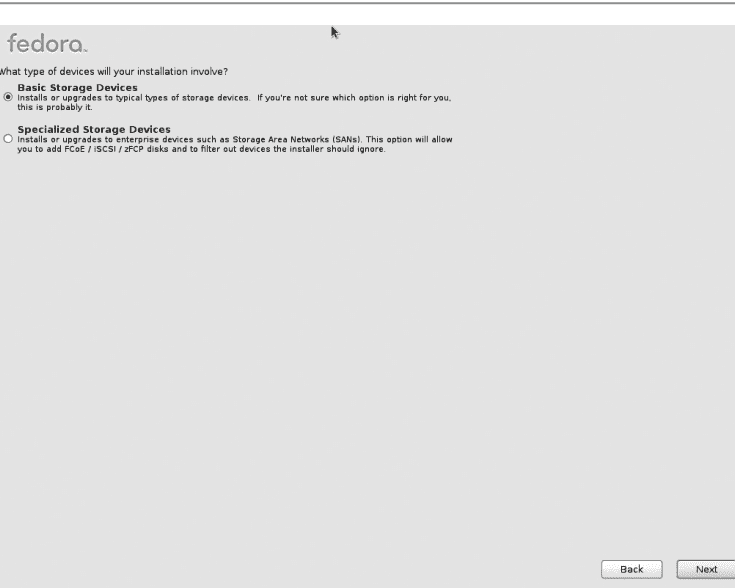 fedora
What type of devices will your installation involve?
Basic Storage Devices
Installs or upgrades to typical types of storage devices.  If you're not sure which option is right for you,
this is probably it.
Specialized Storage Devices
Installs or upgrades to enterprise devices such as Storage Area Networks (SANs). This option will allow
you to add FCoE / iSCSI / zFCP disks and to filter out devices the installer should ignore.
Back Next